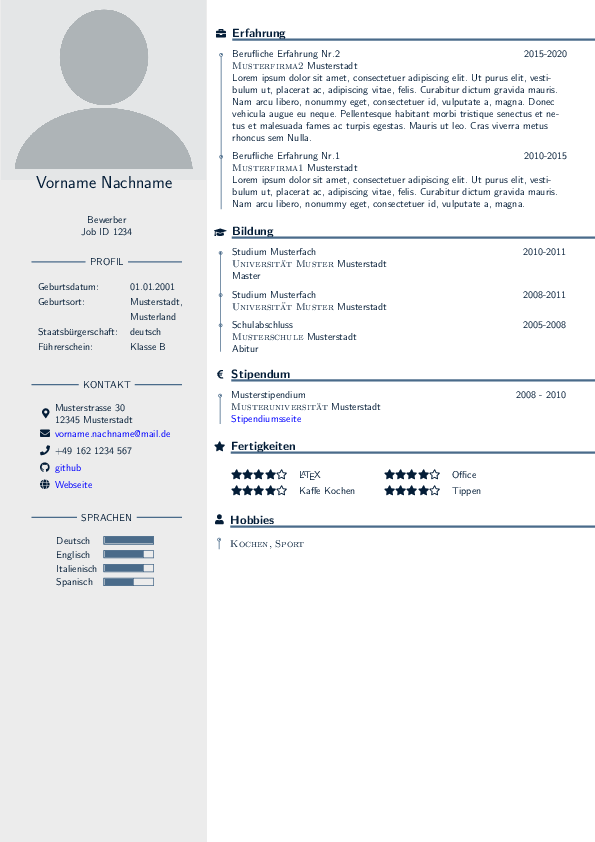 Vorname Nachname
Bewerber
Job ID 1234
PROFIL
Geburtsdatum: 01.01.2001
Geburtsort: Musterstadt,
Musterland
Staatsbürgerschaft: deutsch
Führerschein: Klasse B
KONTAKT
Musterstrasse 30
12345 Musterstadt
vorname.nachname@mail.de
+49 162 1234 567
github
Webseite
SPRACHEN
Deutsch
Englisch
Italienisch
Spanisch
Erfahrung
Berufliche Erfahrung Nr.2 2015-2020
Musterfirma2 Musterstadt
Lorem ipsum dolor sit amet, consectetuer adipiscing elit. Ut purus elit, vesti-
bulum ut, placerat ac, adipiscing vitae, felis. Curabitur dictum gravida mauris.
Nam arcu libero, nonummy eget, consectetuer id, vulputate a, magna. Donec
vehicula augue eu neque. Pellentesque habitant morbi tristique senectus et ne-
tus et malesuada fames ac turpis egestas. Mauris ut leo. Cras viverra metus
rhoncus sem Nulla.
Berufliche Erfahrung Nr.1 2010-2015
Musterfirma1 Musterstadt
Lorem ipsum dolor sit amet, consectetuer adipiscing elit. Ut purus elit, vesti-
bulum ut, placerat ac, adipiscing vitae, felis. Curabitur dictum gravida mauris.
Nam arcu libero, nonummy eget, consectetuer id, vulputate a, magna.
Bildung
Studium Musterfach 2010-2011
Universität Muster Musterstadt
Master
Studium Musterfach 2008-2011
Universität Muster Musterstadt
Schulabschluss 2005-2008
Musterschule Musterstadt
Abitur
€ Stipendum
Musterstipendium 2008 - 2010
Musteruniversität Musterstadt
Stipendiumsseite
Fertigkeiten
LATEX Office
Kaffe Kochen Tippen
Hobbies
Kochen, Sport